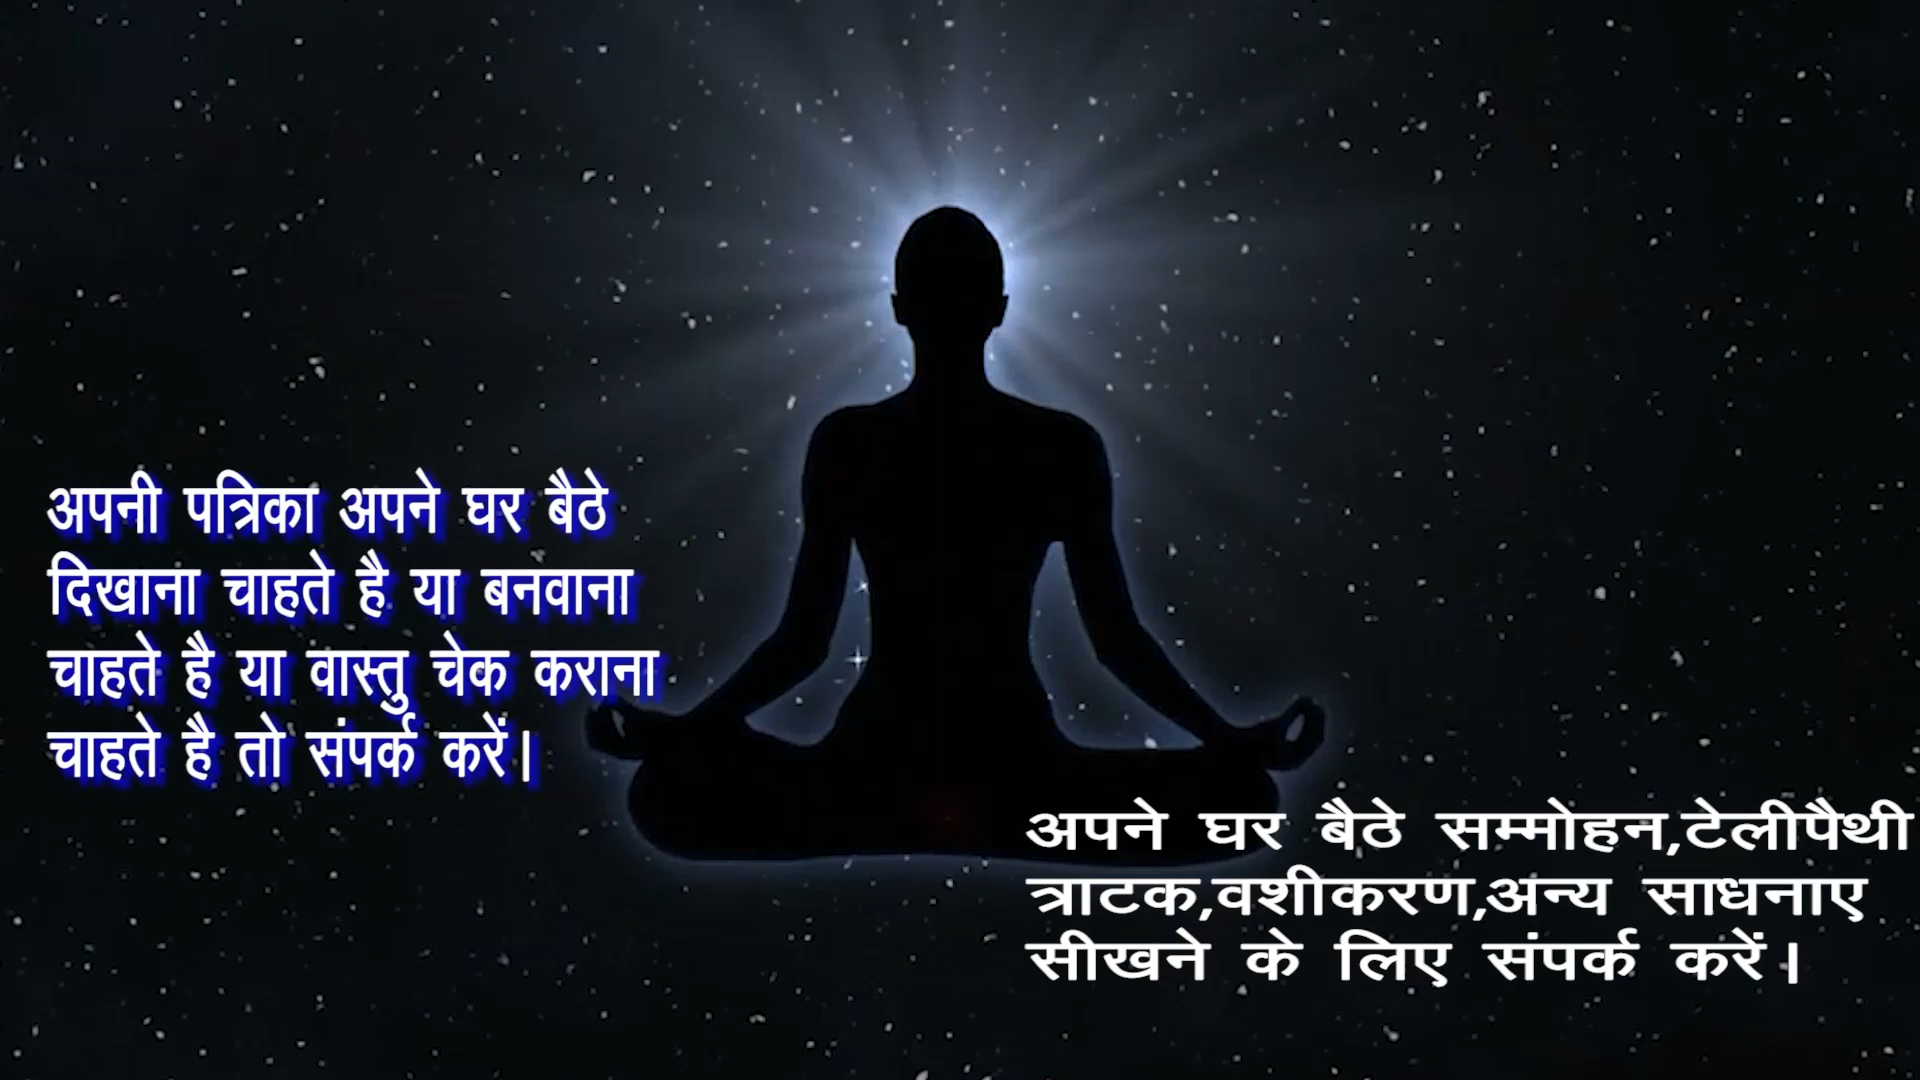 अपनी पत्रिका अपने घर बैठे
दिखाना चाहते है या बनवाना
चाहते है या वास्तु चेक कराना
चाहते है तो संपर्क करें|
अपने घर बैठे सम्मोहन,टेलीपैथी
त्राटक,वशीकरण,अन्य साधनाए
सीखने के लिए संपर्क करें|